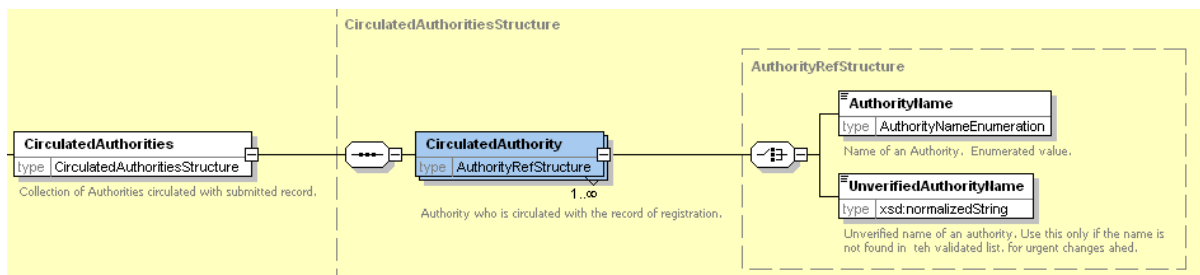 CirculatedAuthoritiesStructure
AuthorityRefStructure
AuthorityName
type AuthorityNameEnumeration
Name of an Authority. Enumerated value.
CirculatedAuthorities
type CirculatedAuthoritiesStructure
Collection of Authorities circulated with submitted record.
CirculatedAuthority
type AuthorityRefStructure
1..∞
Authority who is circulated with the record of registration.
UnverifiedAuthorityName
type xsd:normalizedString
Unverified name of an authority. Use this only if the name is
not found in teh validated list. for urgent changes ahed.